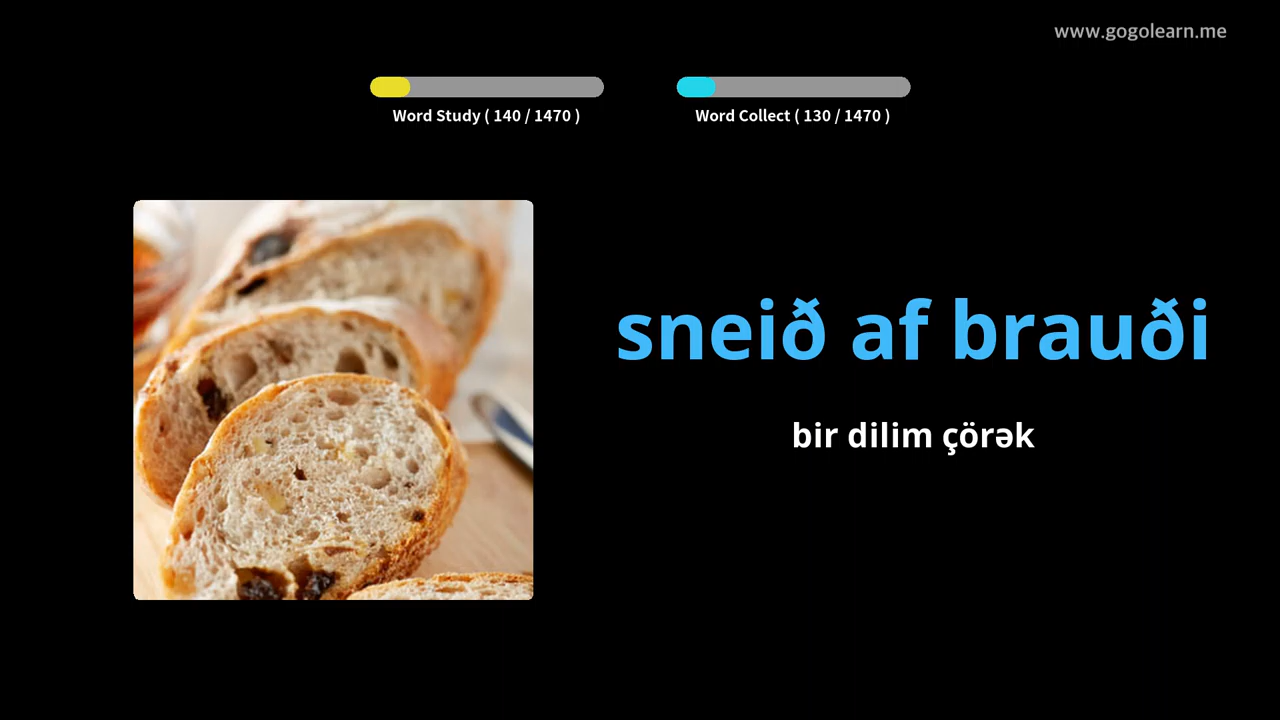 www.gogolearn.me
Word Study ( 140 / 1470 )
Word Collect ( 130 / 1470 )
sneið af brauði
bir dilim çörək